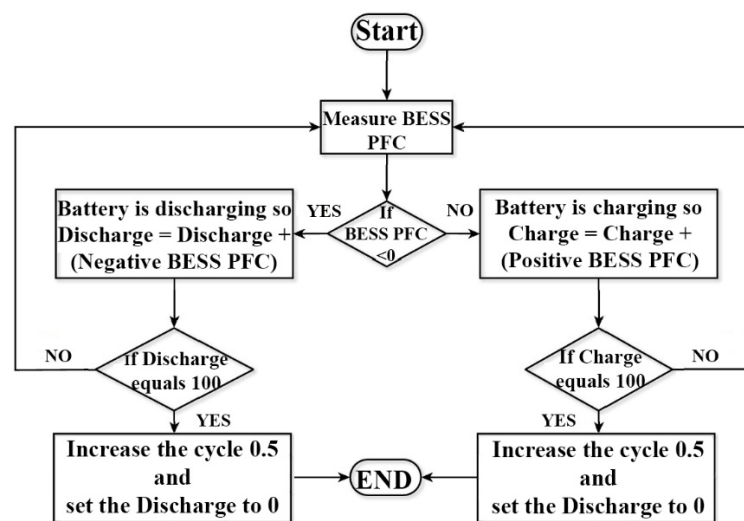 Start
Measure BESS
PFC
If
BESS PFC
<0
YES
NO
Battery is discharging so
Discharge = Discharge +
(Negative BESS PFC)
Battery is charging so
Charge = Charge +
(Positive BESS PFC)
NO
if Discharge
equals 100
YES
If Charge
equals 100
NO
YES
Increase the cycle 0.5
and
set the Discharge to 0
END
Increase the cycle 0.5
and
set the Discharge to 0